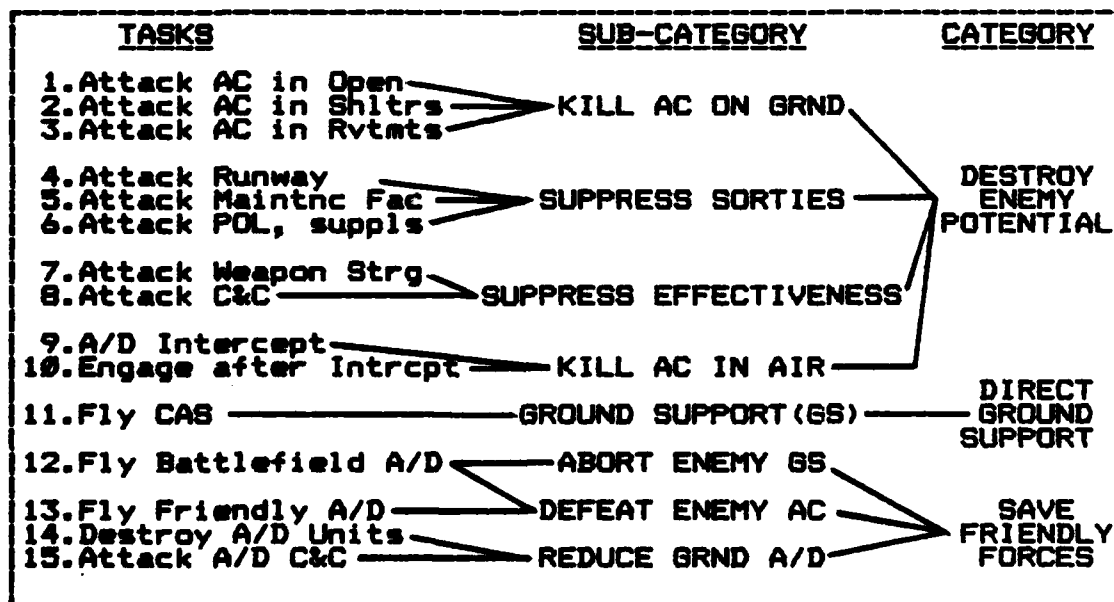 TASKS SUB-CATEGORY CATEGORY
1.Attack AC in Open
2.Attack AC in Shltrs KILL AC ON GRND
3.Attack AC in Rvtmts
4.Attack Runway DESTROY
5.Attack Maintnc Fac SUPPRESS SORTIES ENEMY
6.Attack POL, suppls POTENTIAL
7.Attack Weapon Strg
8.Attack C&C SUPPRESS EFFECTIVENESS
9.A/D Intercept
10.Engage after Intrcpt KILL AC IN AIR
DIRECT
11.Fly CAS GROUND SUPPORT(GS) GROUND
SUPPORT
12.Fly Battlefield A/D ABORT ENEMY GS
13.Fly Friendly A/D DEFEAT ENEMY AC SAVE
14.Destroy A/D Units FRIENDLY
15.Attack A/D C&C REDUCE GRND A/D FORCES